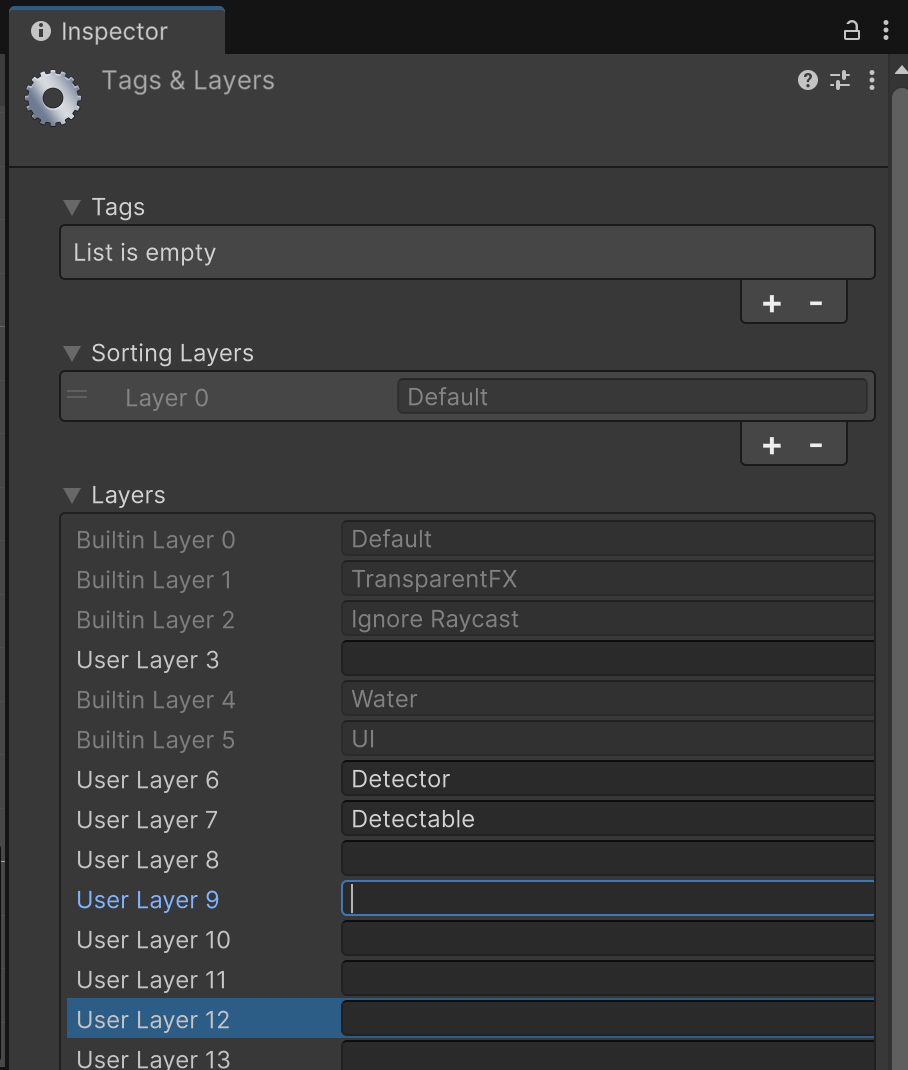 Inspector
Tags & Layers
Tags
List is empty
+ -
Sorting Layers
Layer 0 Default
+ -
Layers
Builtin Layer 0 Default
Builtin Layer 1 TransparentFX
Builtin Layer 2 Ignore Raycast
User Layer 3
Builtin Layer 4 Water
Builtin Layer 5 UI
User Layer 6 Detector
User Layer 7 Detectable
User Layer 8
User Layer 9
User Layer 10
User Layer 11
User Layer 12
User Layer 13